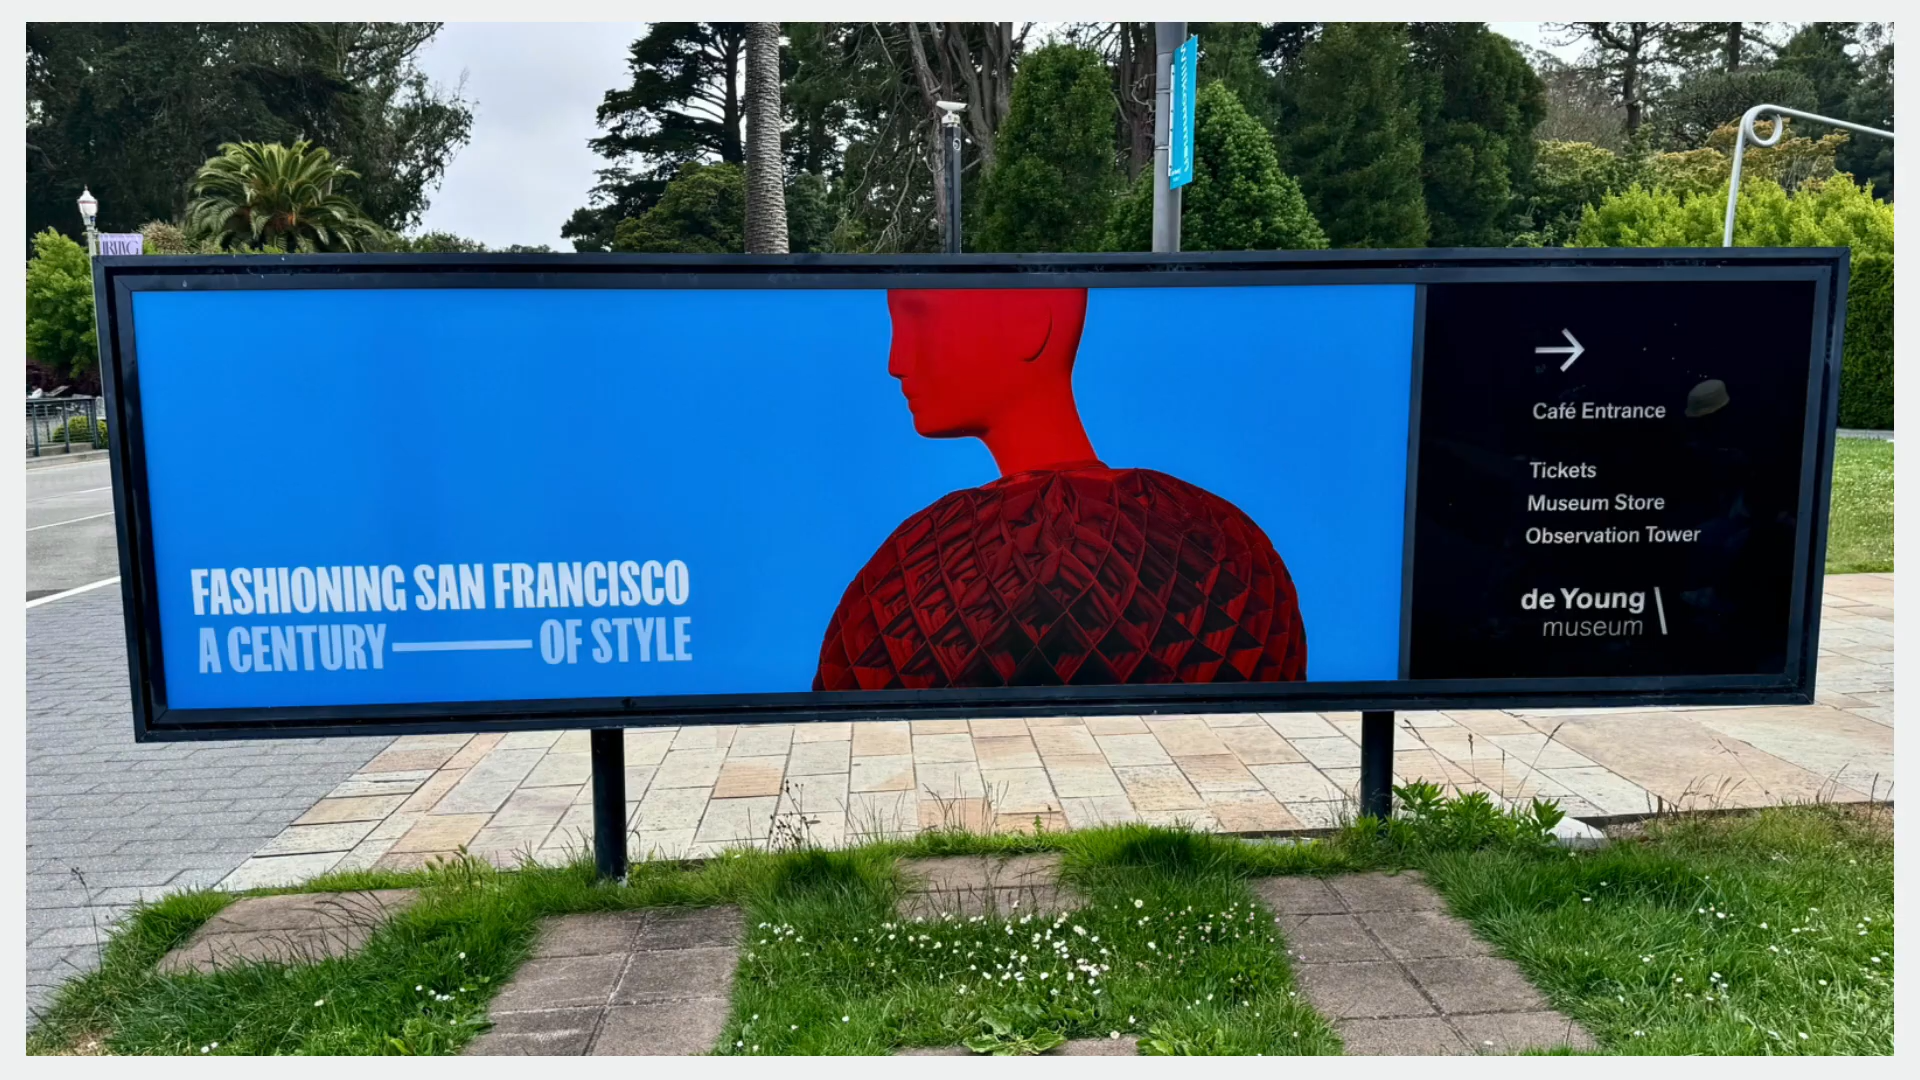 FASHIONING SAN FRANCISCO
A CENTURY — OF STYLE
→
Café Entrance
Tickets
Museum Store
Observation Tower
de Young \
museum